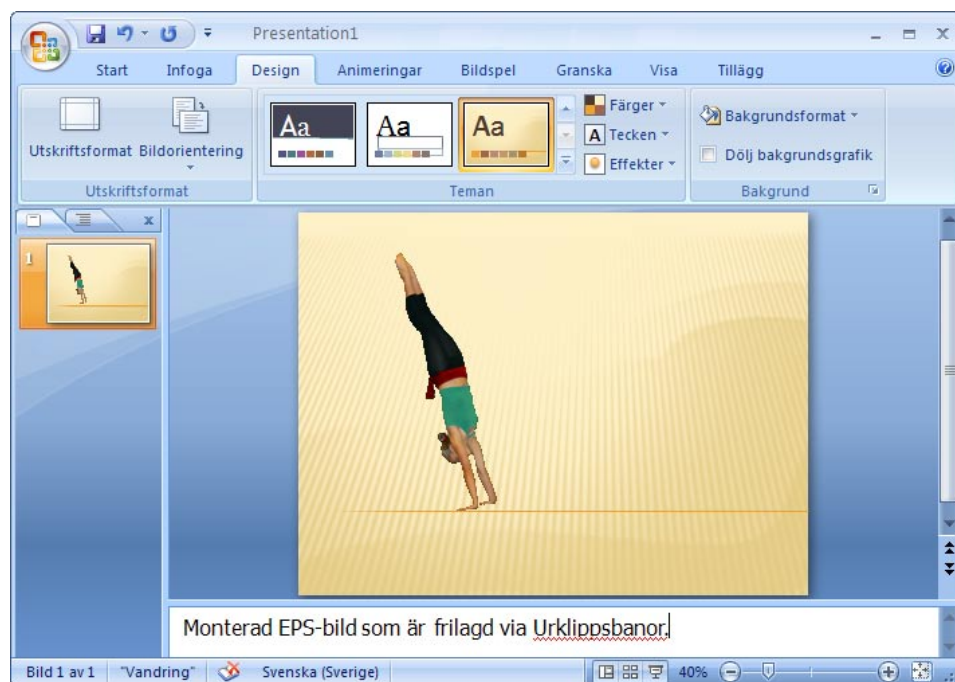 Presentation1
Start Infoga Design Animeringar Bildspel Granska Visa Tillägg
Utskriftsformat Bildorientering
Utskriftsformat
Aa Aa Aa
Färger
A Tecken
Effekter
Teman
Bakgrundsformat
Dölj bakgrundsgrafik
Bakgrund
1
Monterad EPS-bild som är frilagd via Urklippsbanor.
Bild 1 av 1 "Vandring" Svenska (Sverige) 40%